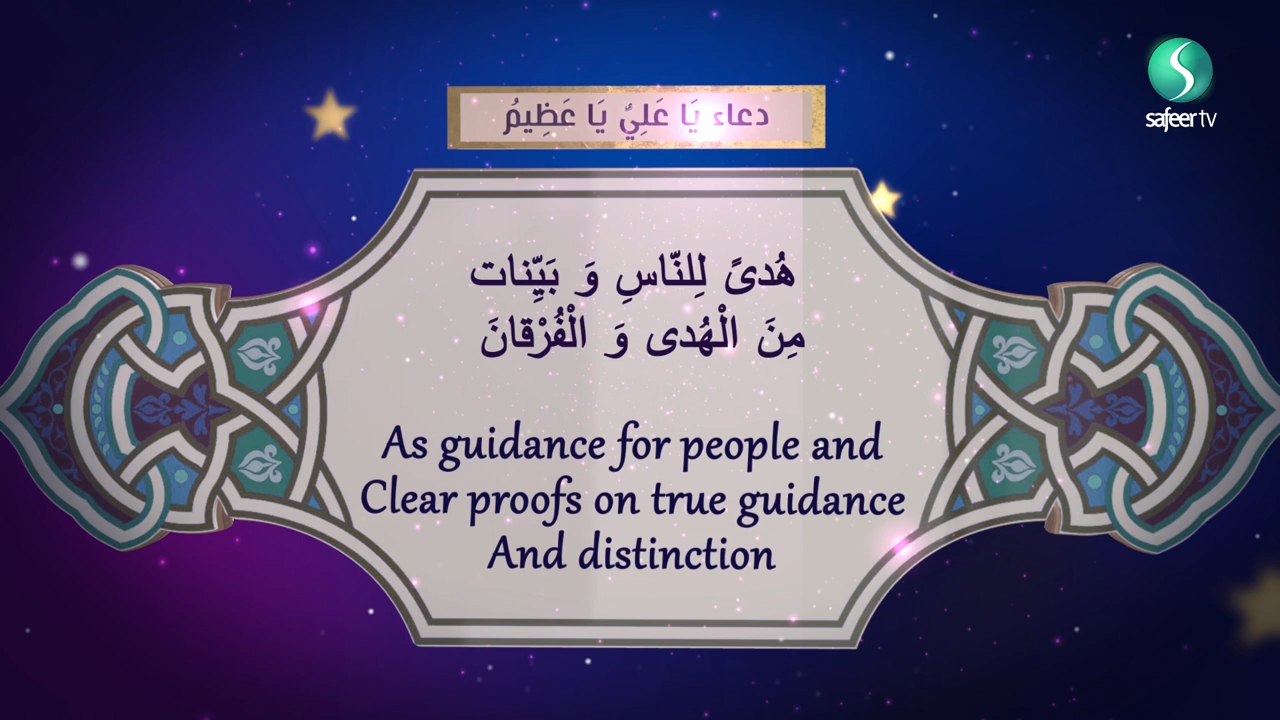 safeer tv
دعاء يَا عَلِيُّ يَا عَظِيمُ
هُدىً لِلنّاسِ وَ بَيِّنات
مِنَ الْهُدى وَ الْفُرْقانَ
As guidance for people and
Clear proofs on true guidance
And distinction